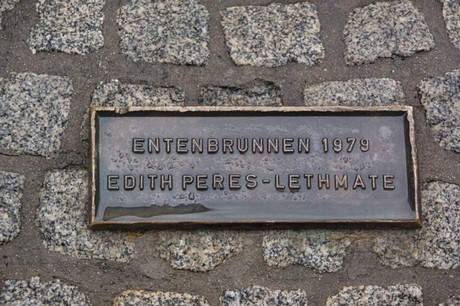 ENTENBRUNNEN 1979
EDITH PERES-LETHMATE